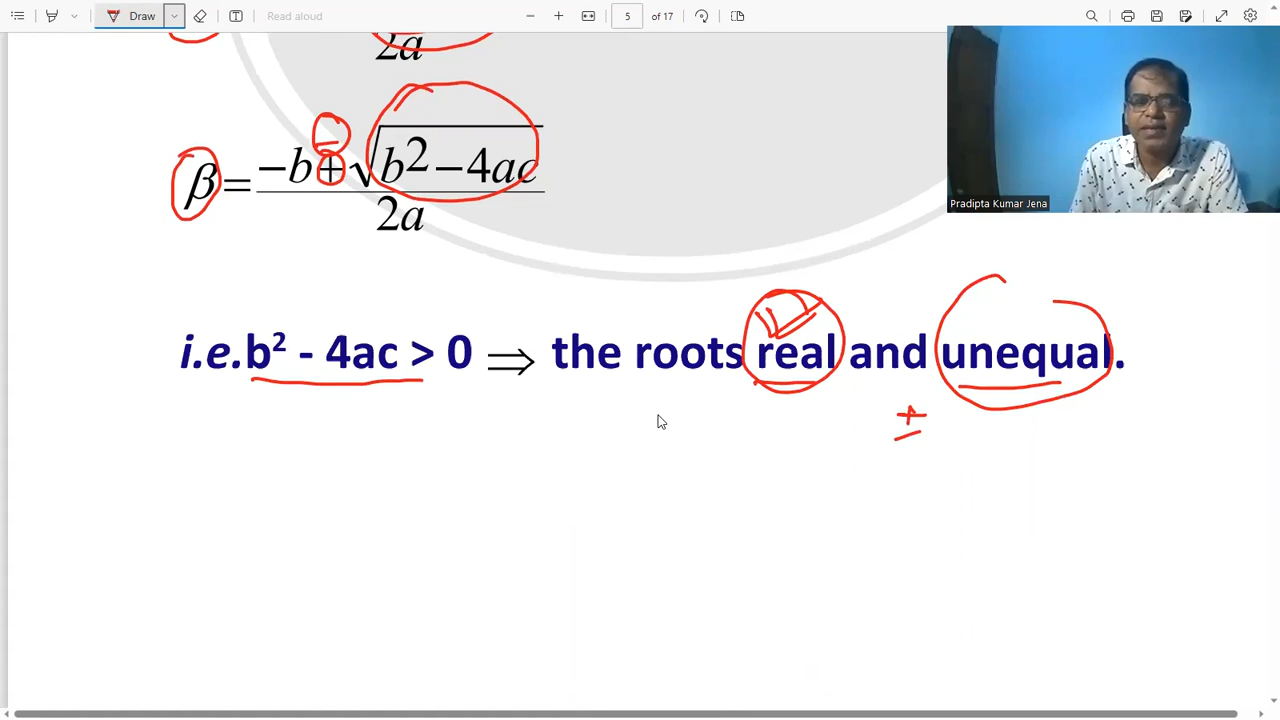 Draw
Read aloud
5 of 17
2a
β = −b + √b2 − 4ac
2a
Pradipta Kumar Jena
i.e. b² - 4ac > 0 ⇒ the roots real and unequal.
±